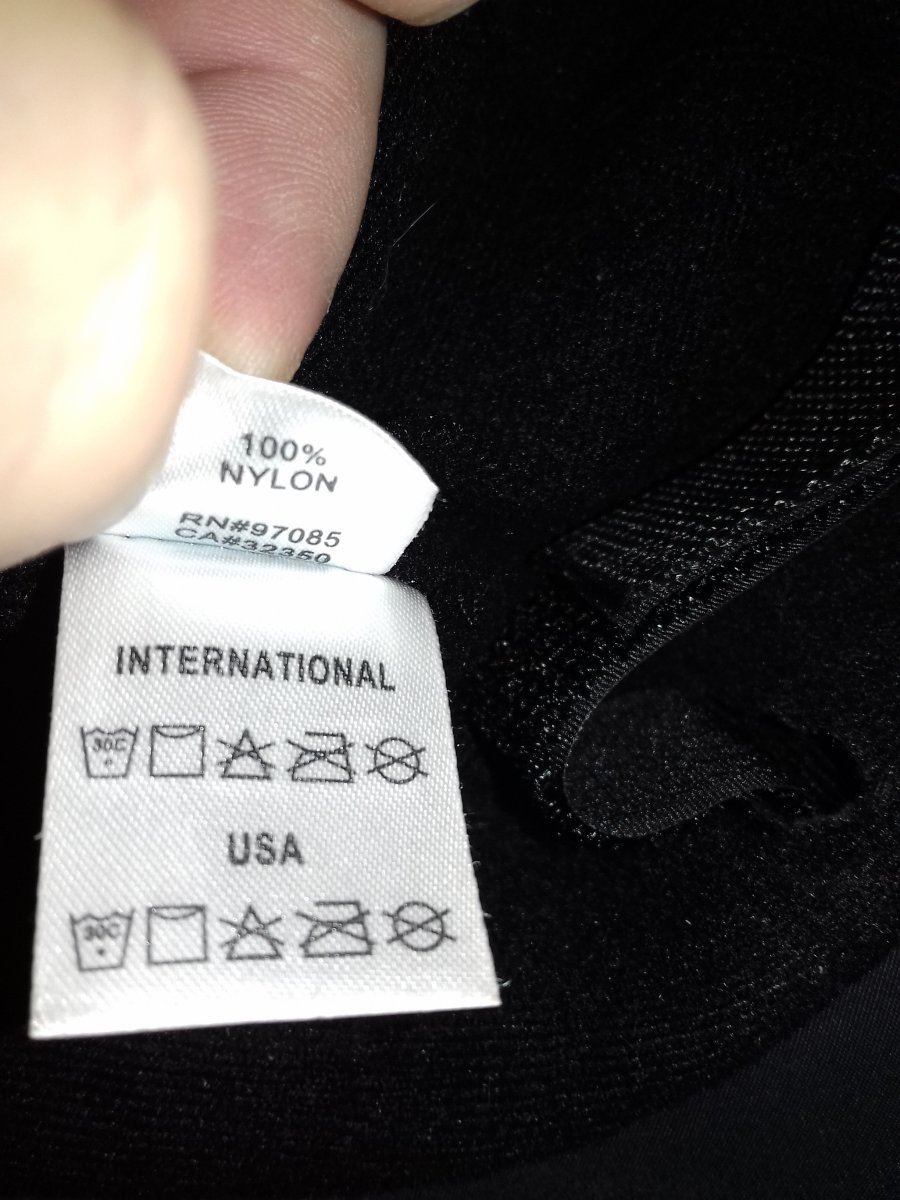 100%
NYLON
RN#97085
CA#32350
INTERNATIONAL
30C
USA
30C